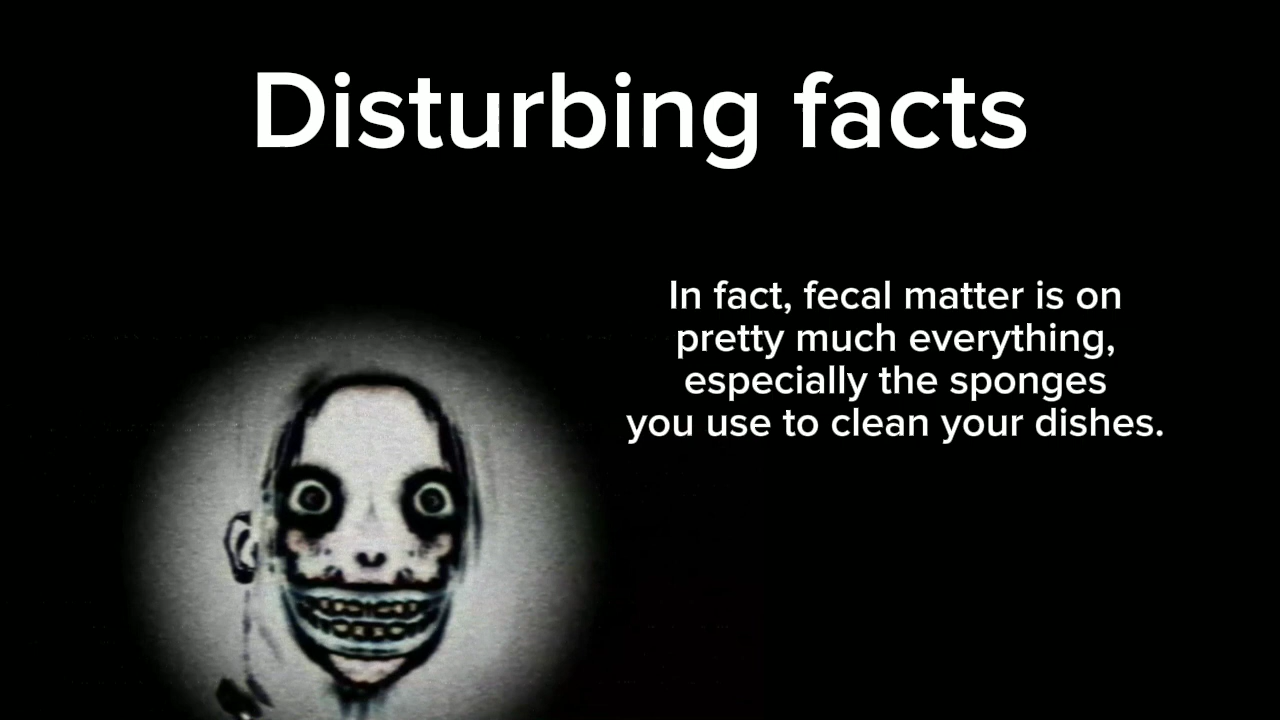 Disturbing facts
In fact, fecal matter is on
pretty much everything,
especially the sponges
you use to clean your dishes.